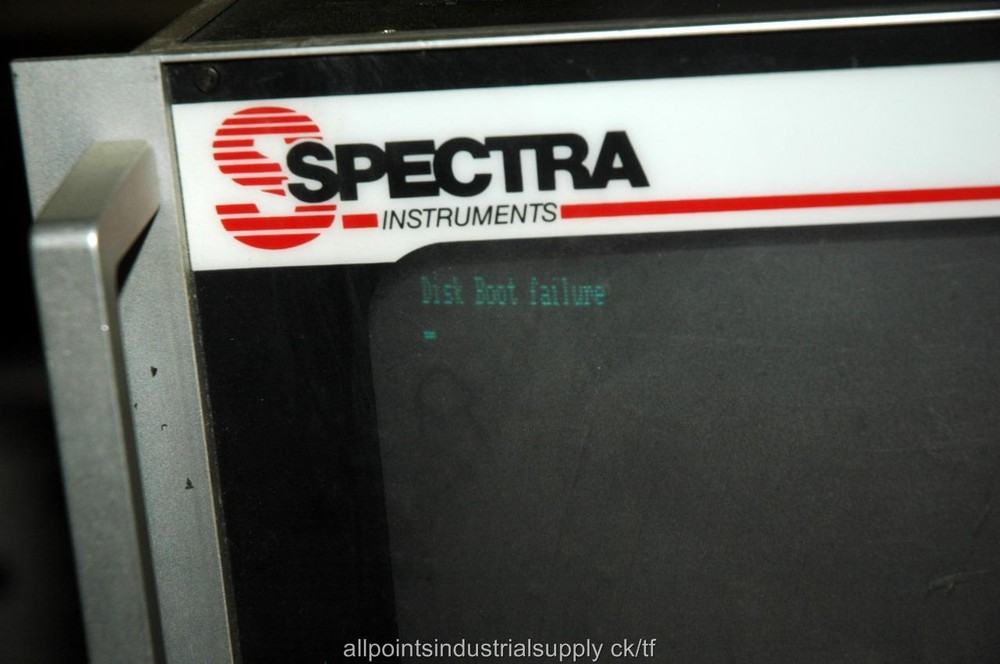 SPECTRA
INSTRUMENTS
Disk Boot failure
allpointsindustrialsupply ck/tf